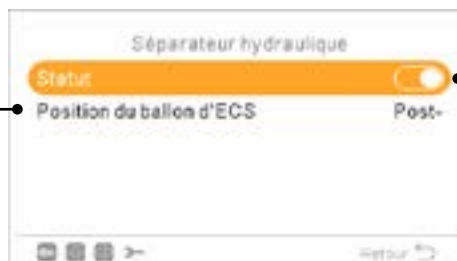 Séparateur hydraulique
Statut
Position du ballon d'ECS Post-
Retour